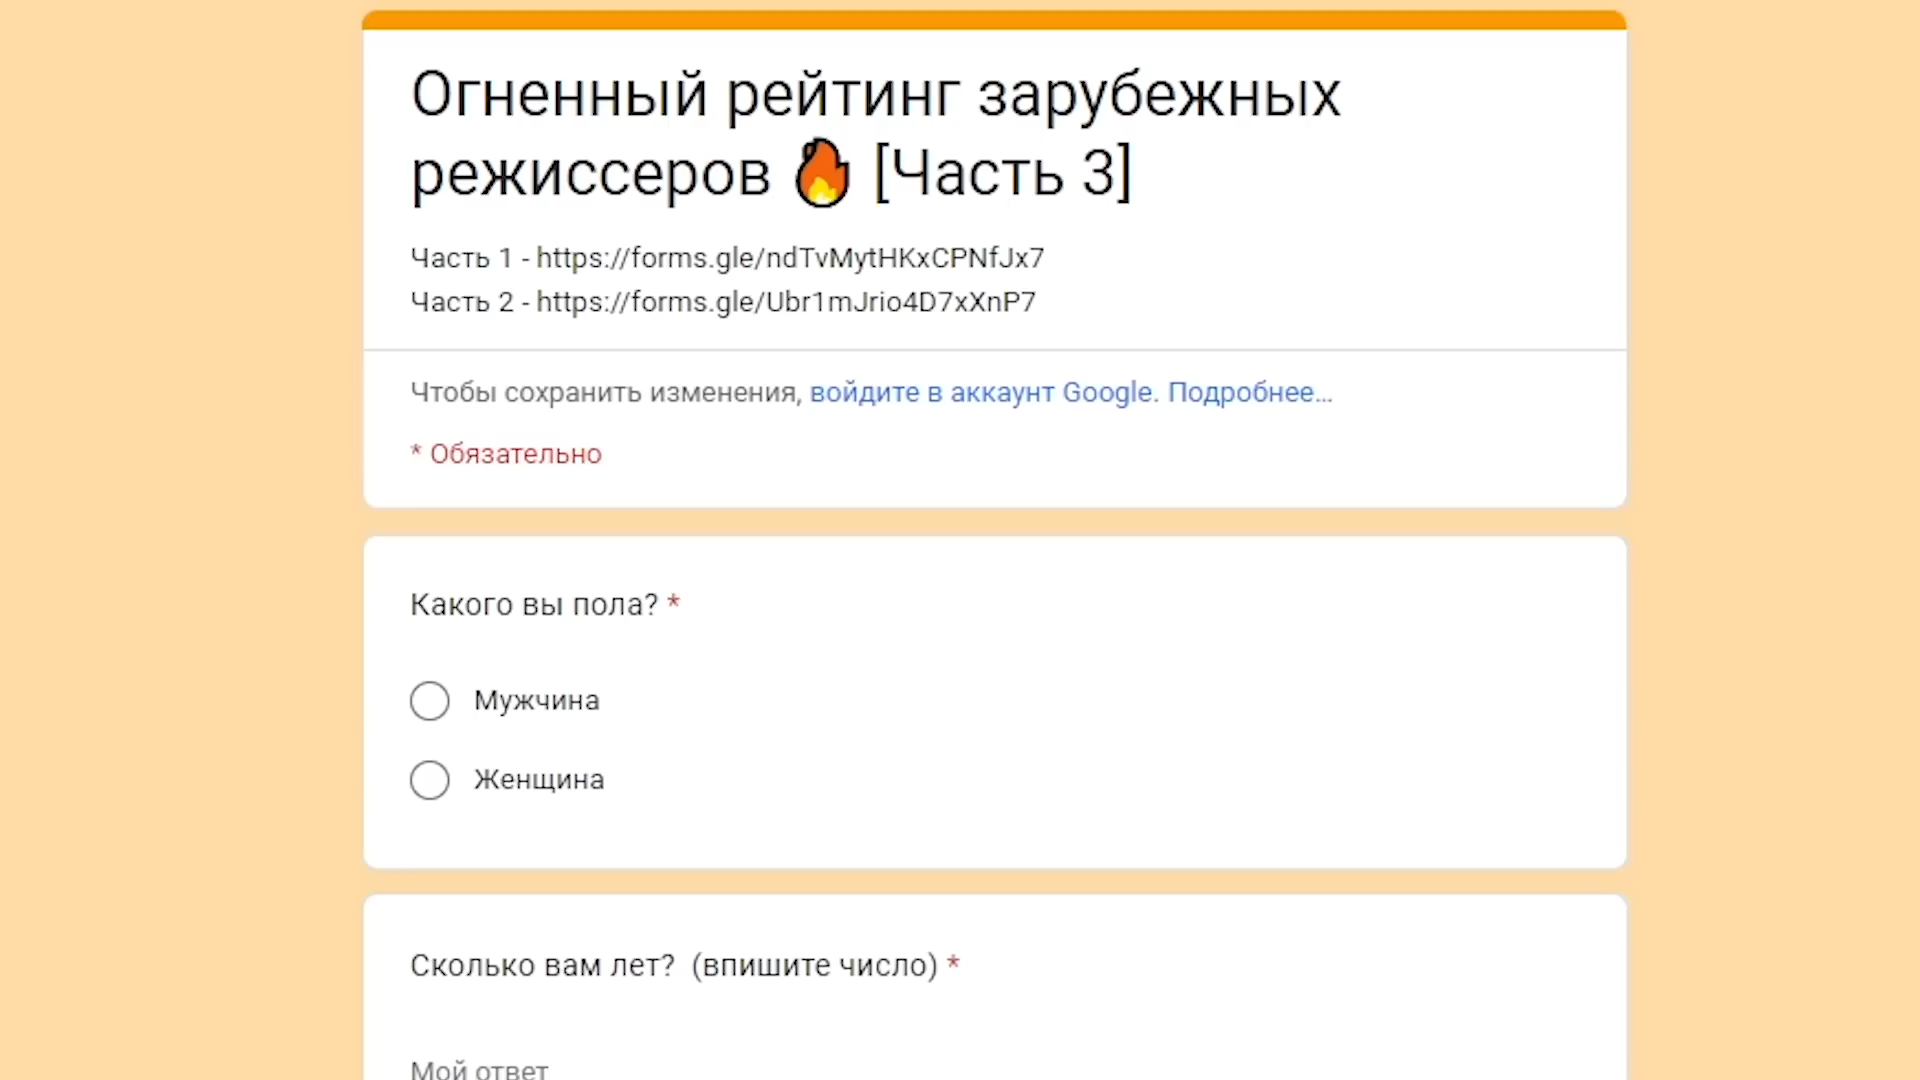 Огненный рейтинг зарубежных
режиссеров 🔥 [Часть 3]
Часть 1 - https://forms.gle/ndTvMytHKxCPNfJx7
Часть 2 - https://forms.gle/Ubr1mJrio4D7xXnP7
Чтобы сохранить изменения, войдите в аккаунт Google. Подробнее...
* Обязательно
Какого вы пола? *
Мужчина
Женщина
Сколько вам лет?  (впишите число) *
Мой ответ